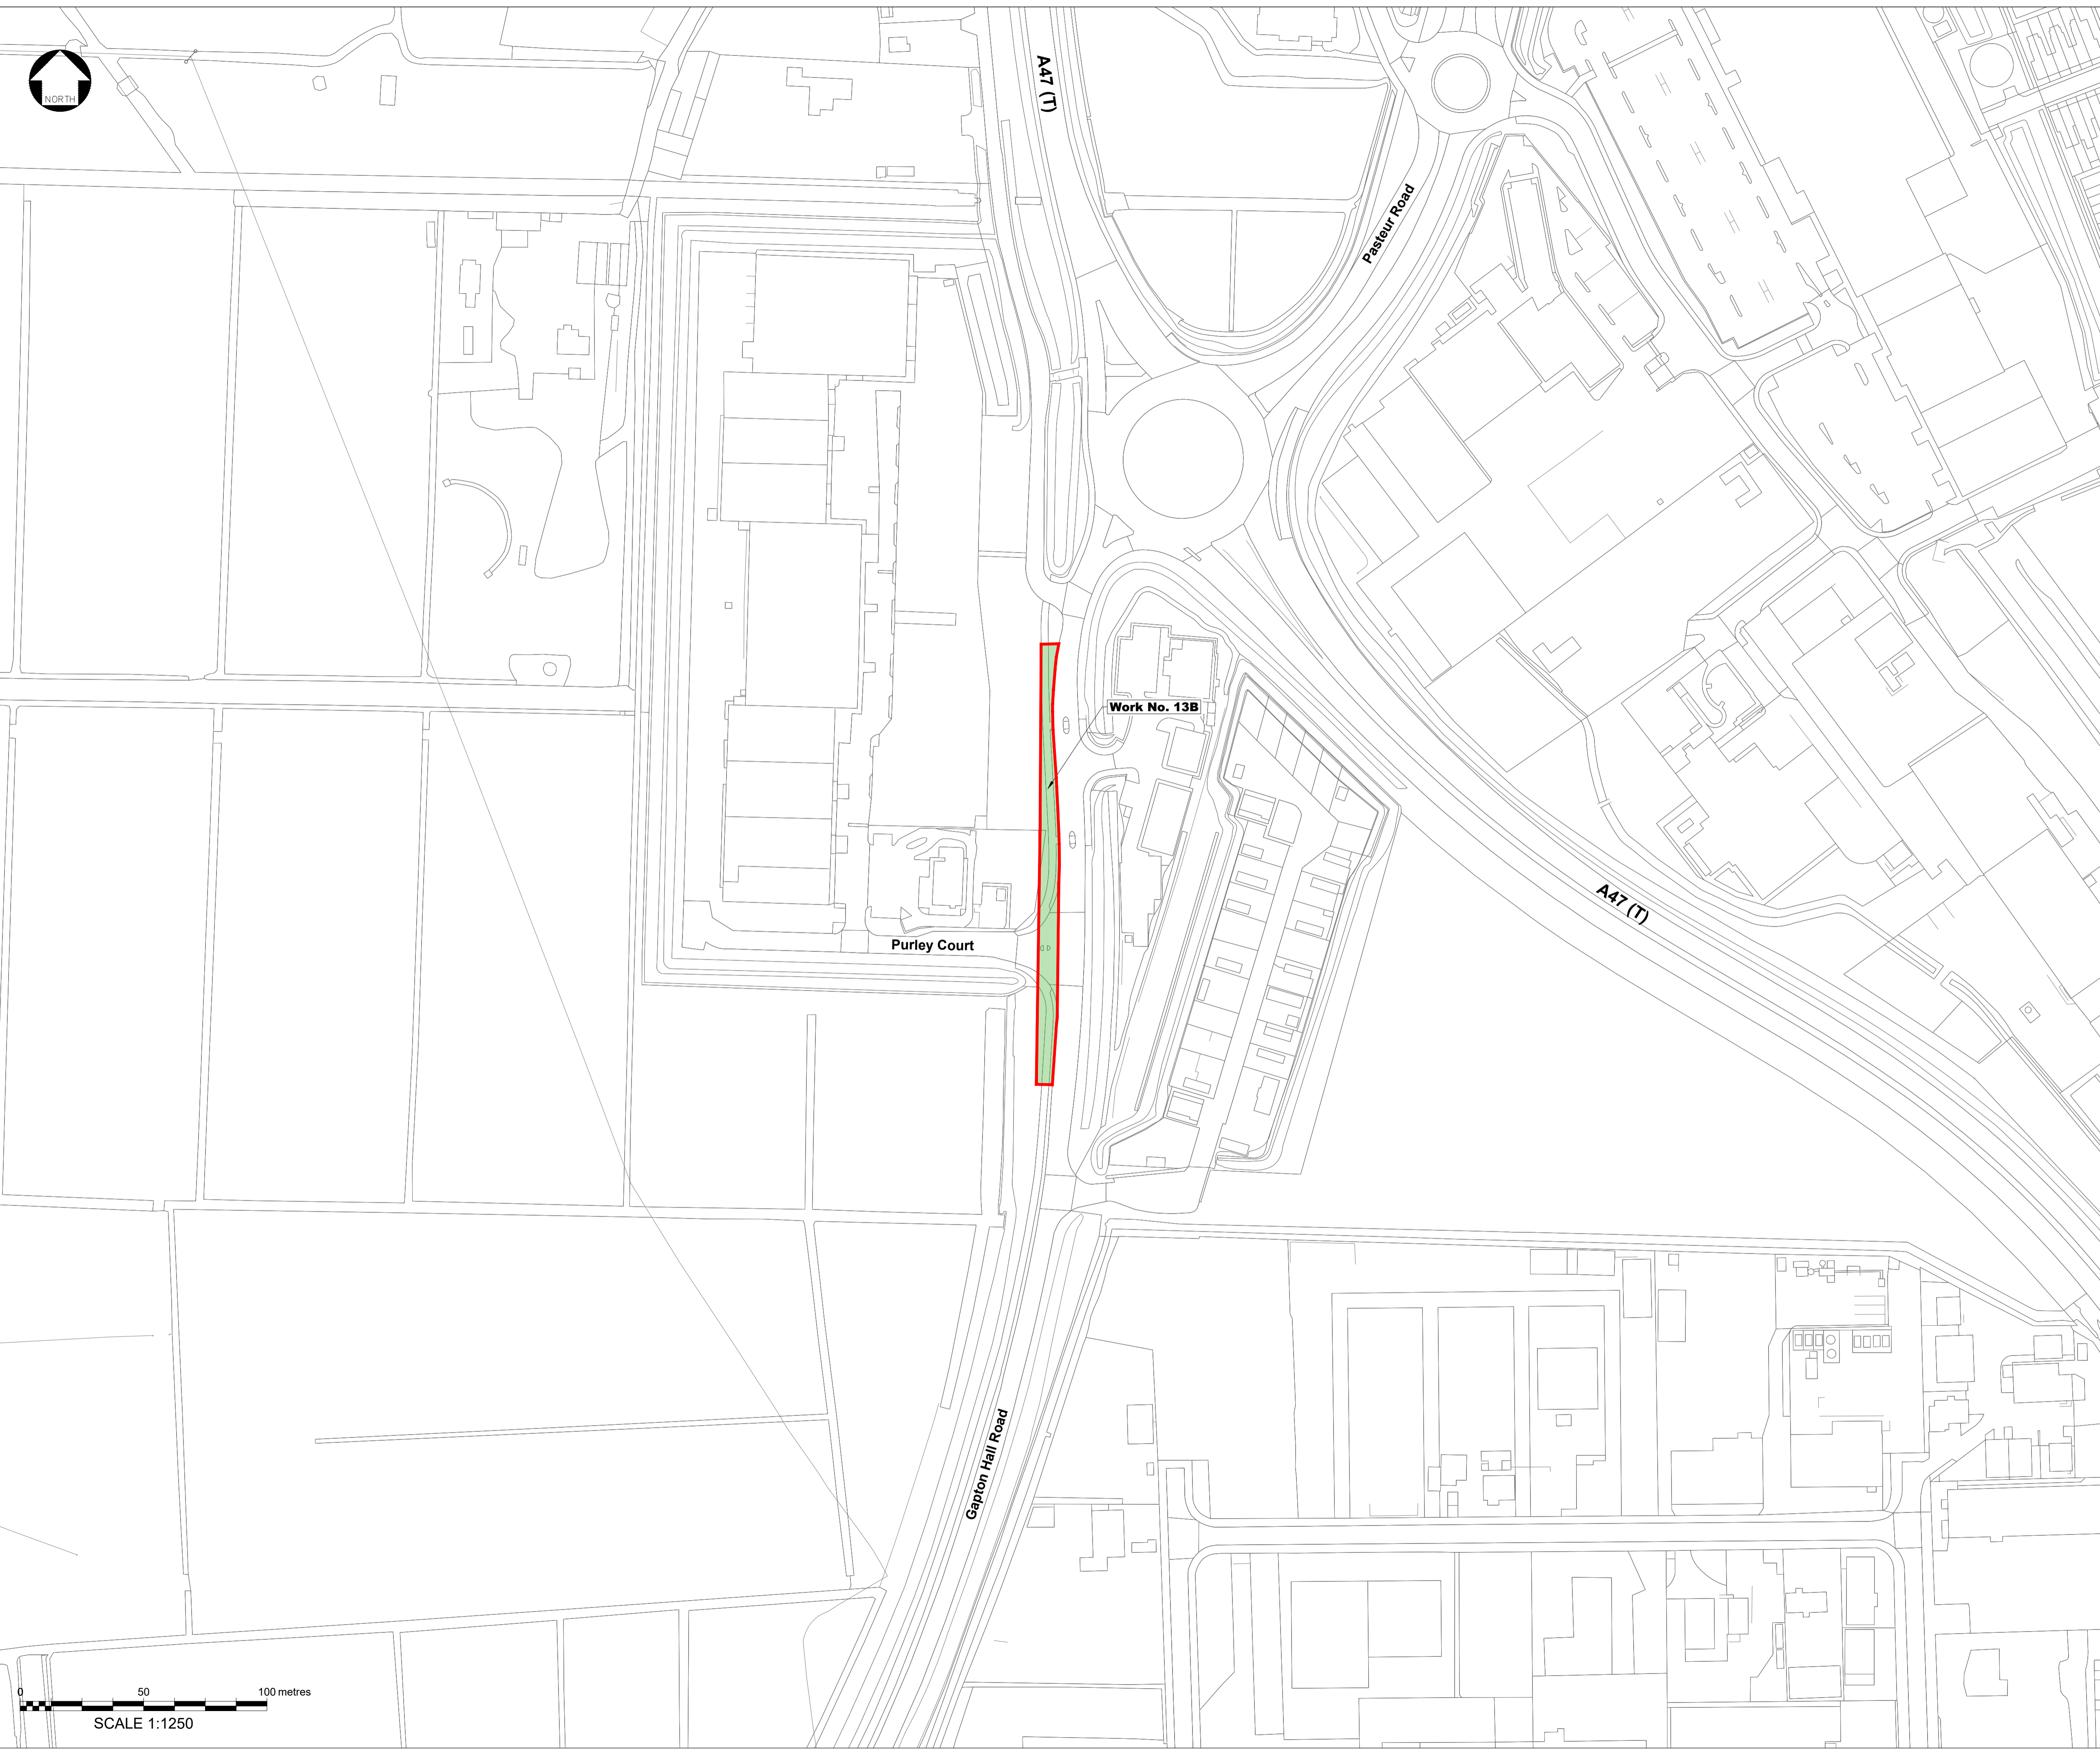 A47 (T)
NORTH
Pasteur Road
Work No. 13B
A47 (T)
Purley Court
Gapton Hall Road
0 50 100 metres
SCALE 1:1250